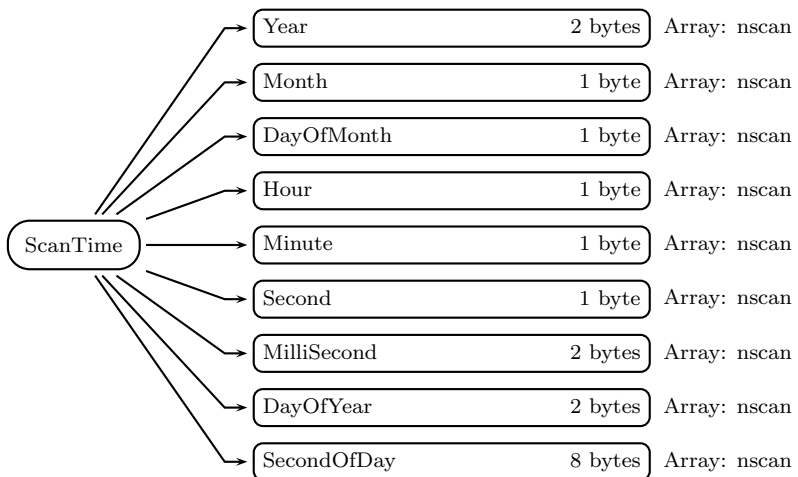 Year 2 bytes Array: nscan
Month 1 byte Array: nscan
DayOfMonth 1 byte Array: nscan
Hour 1 byte Array: nscan
ScanTime Minute 1 byte Array: nscan
Second 1 byte Array: nscan
MilliSecond 2 bytes Array: nscan
DayOfYear 2 bytes Array: nscan
SecondOfDay 8 bytes Array: nscan